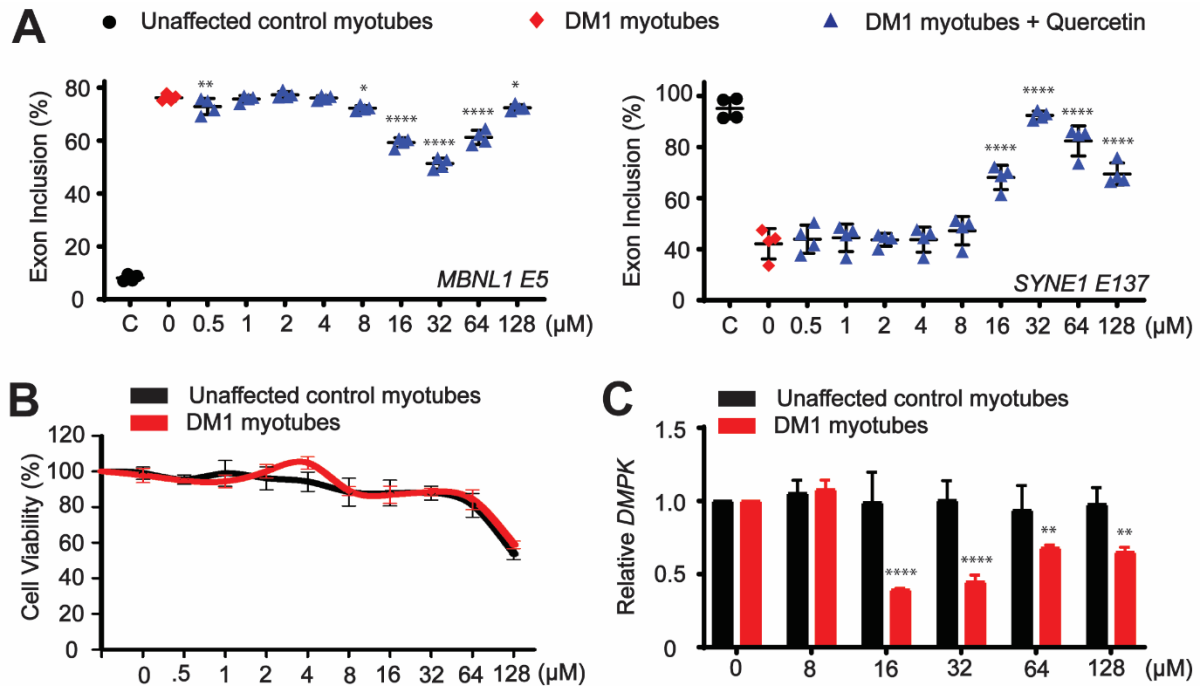 A
Unaffected control myotubes
DM1 myotubes
DM1 myotubes + Quercetin
Exon Inclusion (%)
80
60
40
20
0
**
*
****
****
****
*
MBNL1 E5
C 0 0.5 1 2 4 8 16 32 64 128 (µM)
Exon Inclusion (%)
100
80
60
40
20
0
****
****
****
****
SYNE1 E137
C 0 0.5 1 2 4 8 16 32 64 128 (µM)
B
Unaffected control myotubes
DM1 myotubes
Cell Viability (%)
120
100
80
60
40
20
0
0 .5 1 2 4 8 16 32 64 128 (µM)
C
Unaffected control myotubes
DM1 myotubes
Relative DMPK
1.5
1.0
0.5
0
****
****
**
**
0 8 16 32 64 128 (µM)